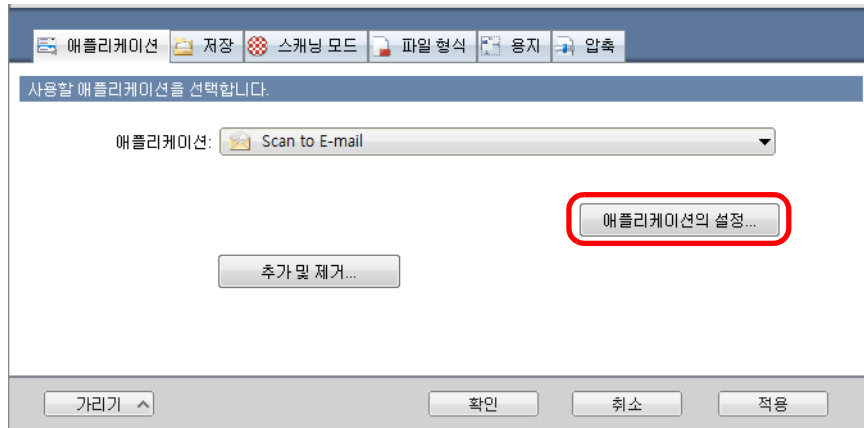 애플리케이션 저장 스캐닝 모드 파일 형식 용지 압축
사용할 애플리케이션을 선택합니다.
애플리케이션: Scan to E-mail
애플리케이션의 설정...
추가 및 제거...
가리기 확인 취소 적용